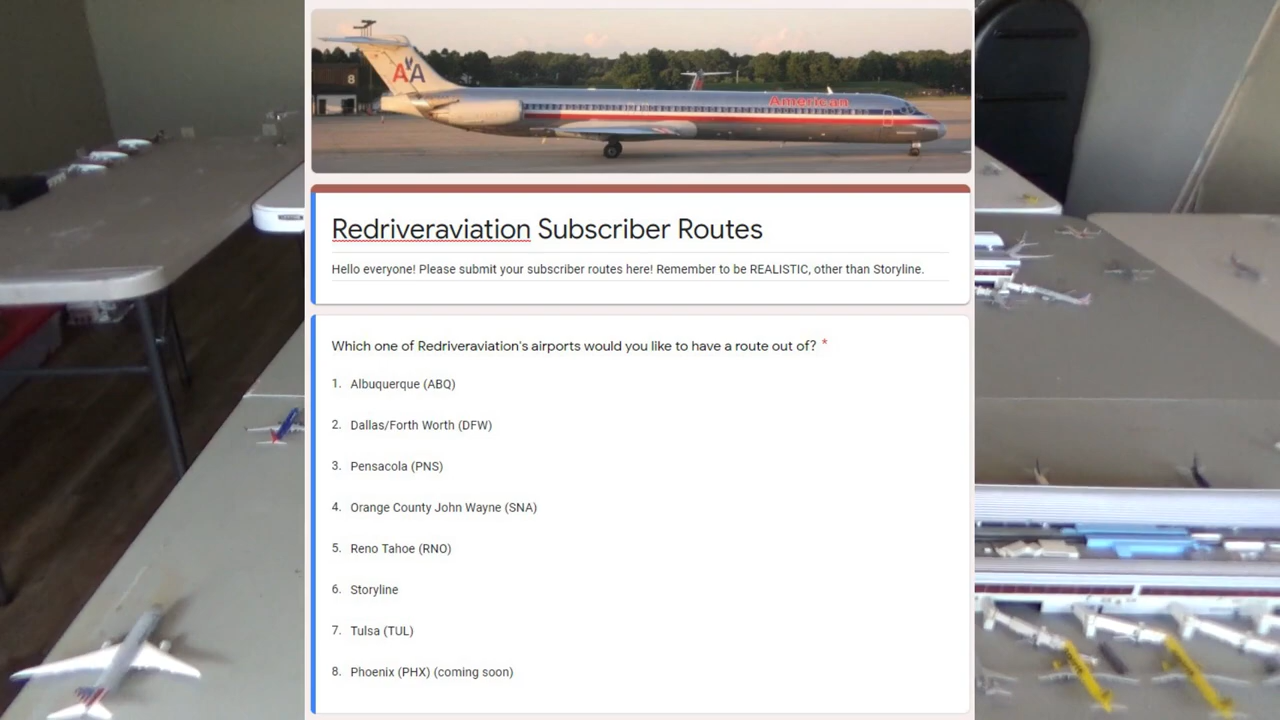 8
AA
American
Redriveraviation Subscriber Routes
Hello everyone! Please submit your subscriber routes here! Remember to be REALISTIC, other than Storyline.
Which one of Redriveraviation's airports would you like to have a route out of? *
1. Albuquerque (ABQ)
2. Dallas/Forth Worth (DFW)
3. Pensacola (PNS)
4. Orange County John Wayne (SNA)
5. Reno Tahoe (RNO)
6. Storyline
7. Tulsa (TUL)
8. Phoenix (PHX) (coming soon)